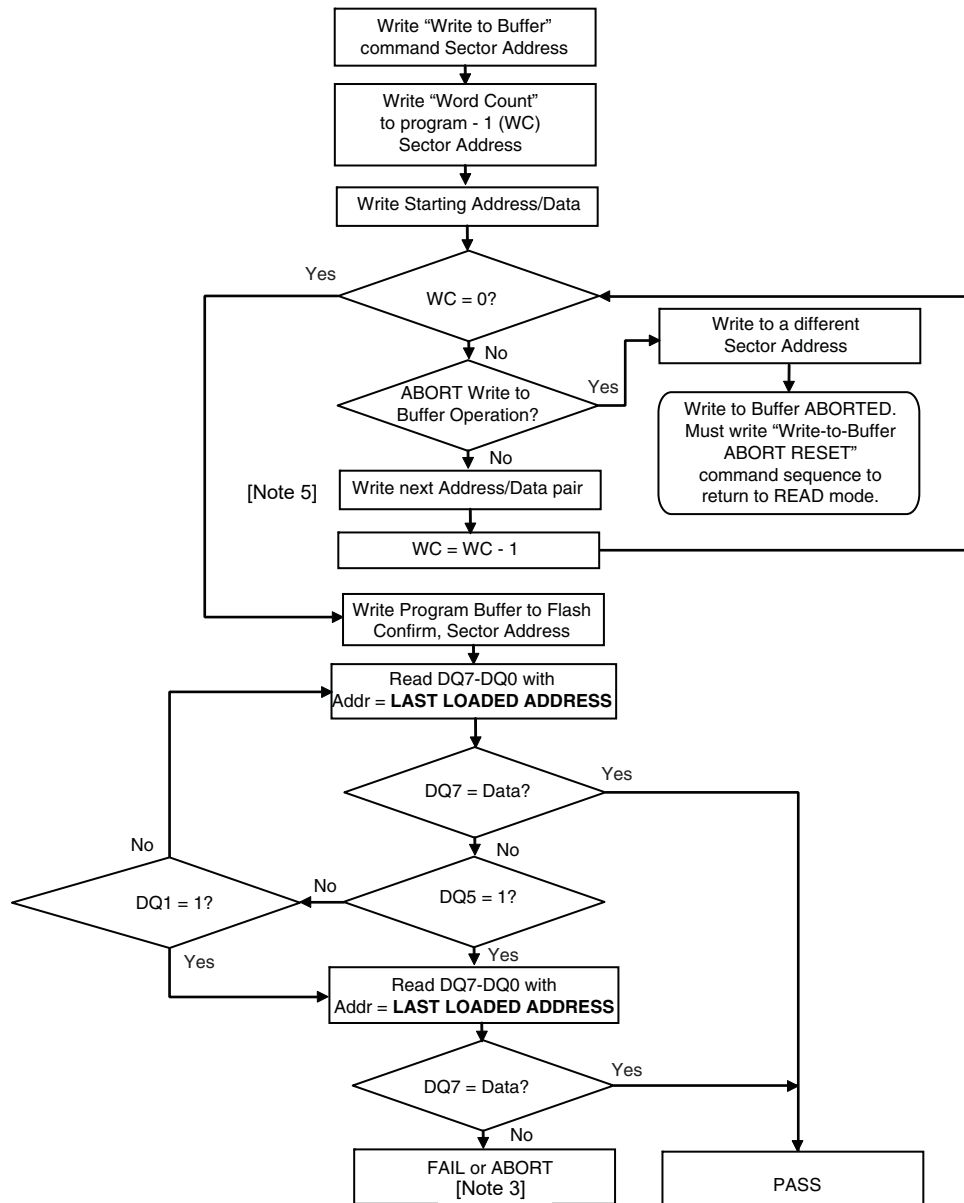 Write “Write to Buffer”
command Sector Address
Write “Word Count”
to program - 1 (WC)
Sector Address
Write Starting Address/Data
Yes
WC = 0?
No
Write to a different
Sector Address
ABORT Write to
Buffer Operation?
Yes
Write to Buffer ABORTED.
Must write “Write-to-Buffer
ABORT RESET”
command sequence to
return to READ mode.
No
[Note 5]
Write next Address/Data pair
WC = WC - 1
Write Program Buffer to Flash
Confirm, Sector Address
Read DQ7-DQ0 with
Addr = LAST LOADED ADDRESS
DQ7 = Data?
Yes
No
No
DQ1 = 1?
No
DQ5 = 1?
Yes
Yes
Read DQ7-DQ0 with
Addr = LAST LOADED ADDRESS
DQ7 = Data?
Yes
No
FAIL or ABORT
[Note 3]
PASS